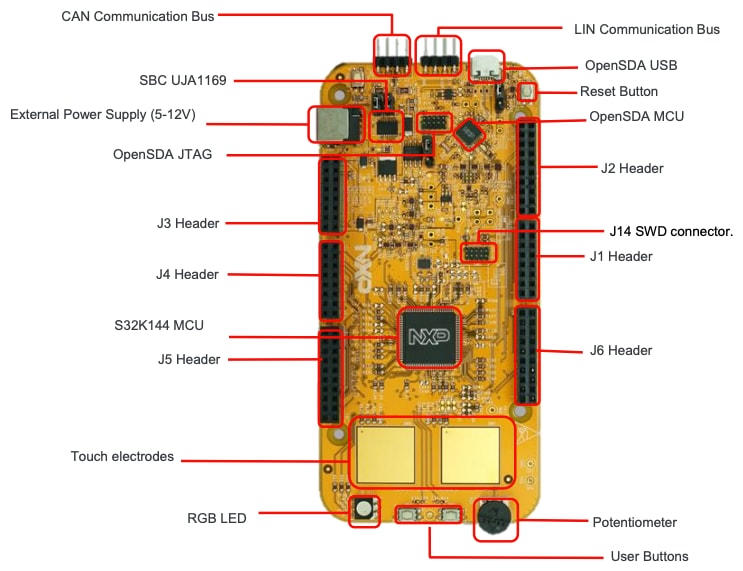 CAN Communication Bus
LIN Communication Bus
SBC UJA1169
OpenSDA USB
Reset Button
External Power Supply (5-12V)
OpenSDA MCU
OpenSDA JTAG
J2 Header
J3 Header
J14 SWD connector.
J4 Header
J1 Header
NXP
S32K144 MCU
NXP
J5 Header
J6 Header
Touch electrodes
RGB LED
Potentiometer
User Buttons